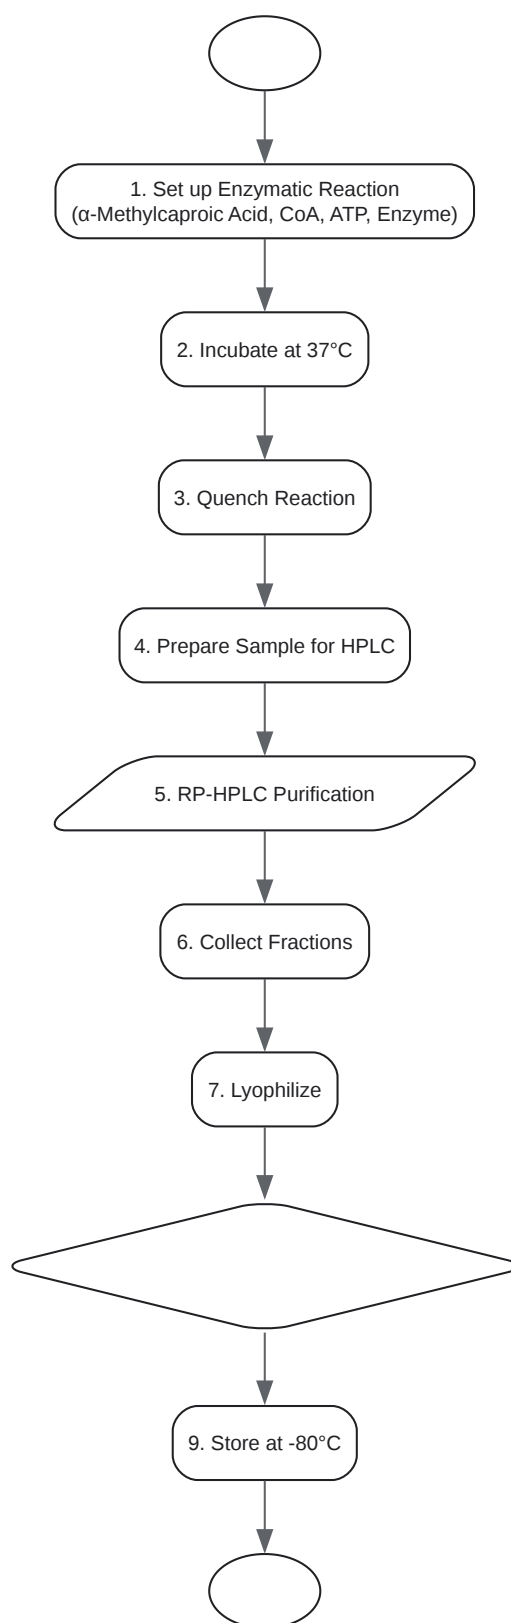 1. Set up Enzymatic Reaction
(α-Methylcaproic Acid, CoA, ATP, Enzyme)
2. Incubate at 37°C
3. Quench Reaction
4. Prepare Sample for HPLC
5. RP-HPLC Purification
6. Collect Fractions
7. Lyophilize
9. Store at -80°C